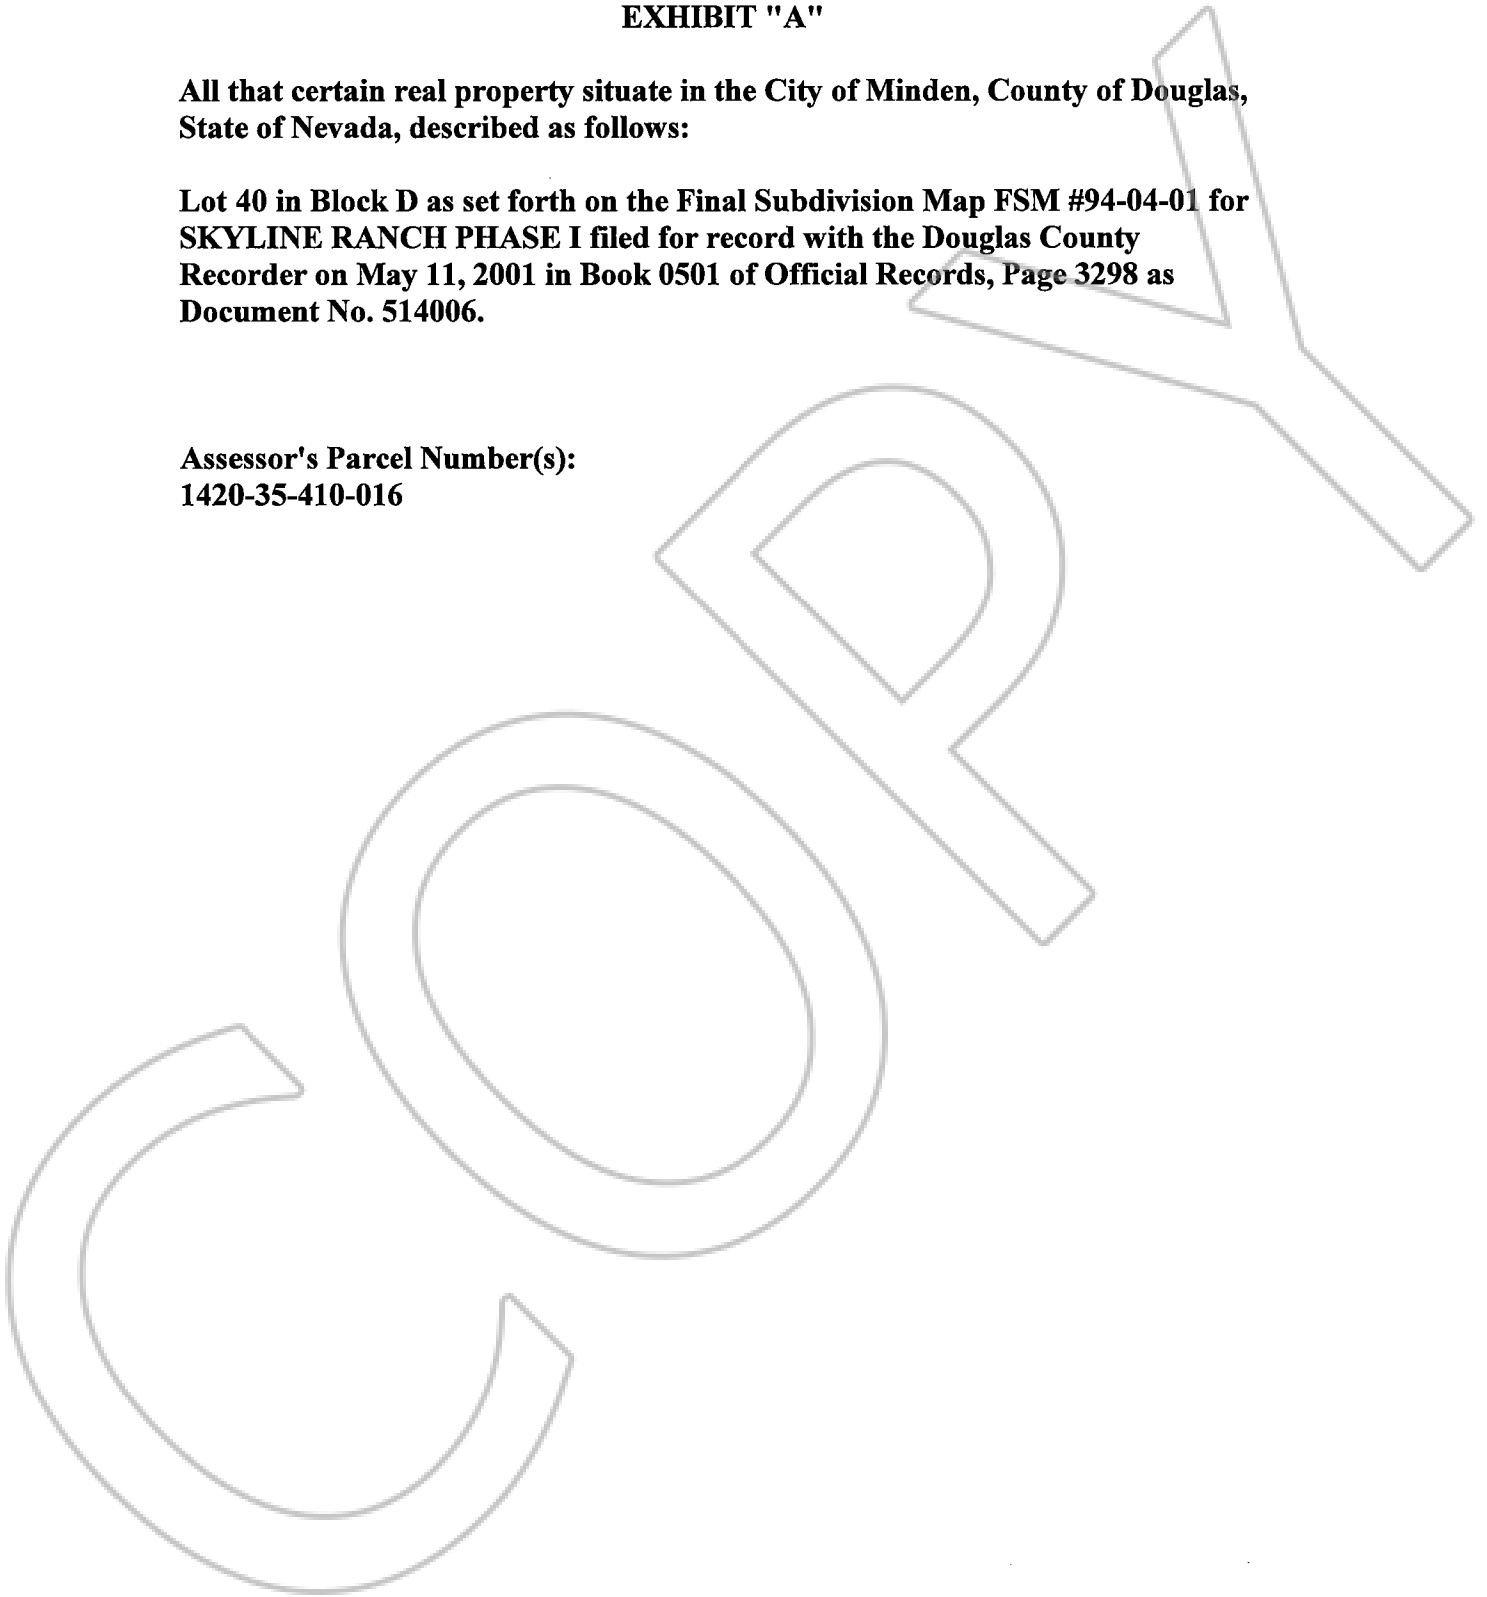 EXHIBIT "A"
All that certain real property situate in the City of Minden, County of Douglas,
State of Nevada, described as follows:
Lot 40 in Block D as set forth on the Final Subdivision Map FSM #94-04-01 for
SKYLINE RANCH PHASE I filed for record with the Douglas County
Recorder on May 11, 2001 in Book 0501 of Official Records, Page 3298 as
Document No. 514006.
Assessor's Parcel Number(s):
1420-35-410-016
COPY